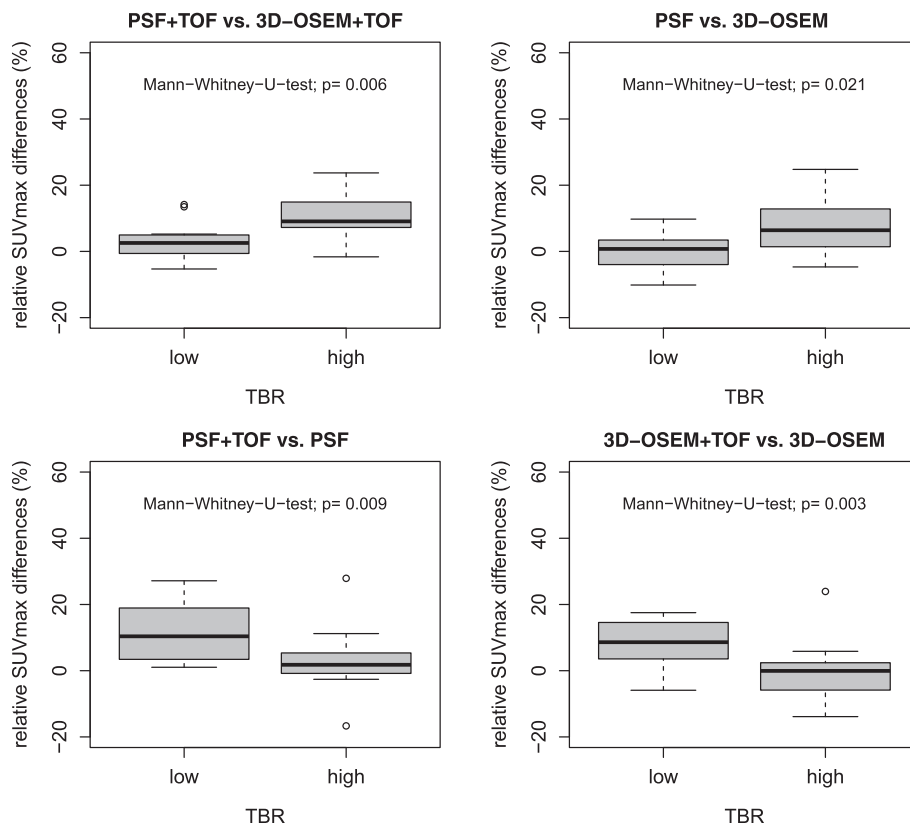 PSF+TOF vs. 3D−OSEM+TOF
relative SUVmax differences (%)
60
40
20
0
−20
Mann−Whitney−U−test; p= 0.006
low
high
TBR
PSF vs. 3D−OSEM
relative SUVmax differences (%)
60
40
20
0
−20
Mann−Whitney−U−test; p= 0.021
low
high
TBR
PSF+TOF vs. PSF
relative SUVmax differences (%)
60
40
20
0
−20
Mann−Whitney−U−test; p= 0.009
low
high
TBR
3D−OSEM+TOF vs. 3D−OSEM
relative SUVmax differences (%)
60
40
20
0
−20
Mann−Whitney−U−test; p= 0.003
low
high
TBR